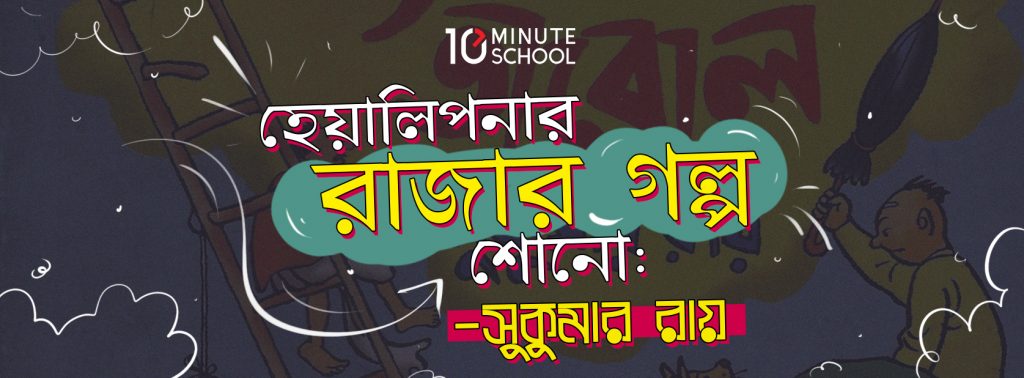 10 MINUTE
SCHOOL
হেয়ালিপনার
রাজার গল্প
শোনো:
-সুকুমার রায়